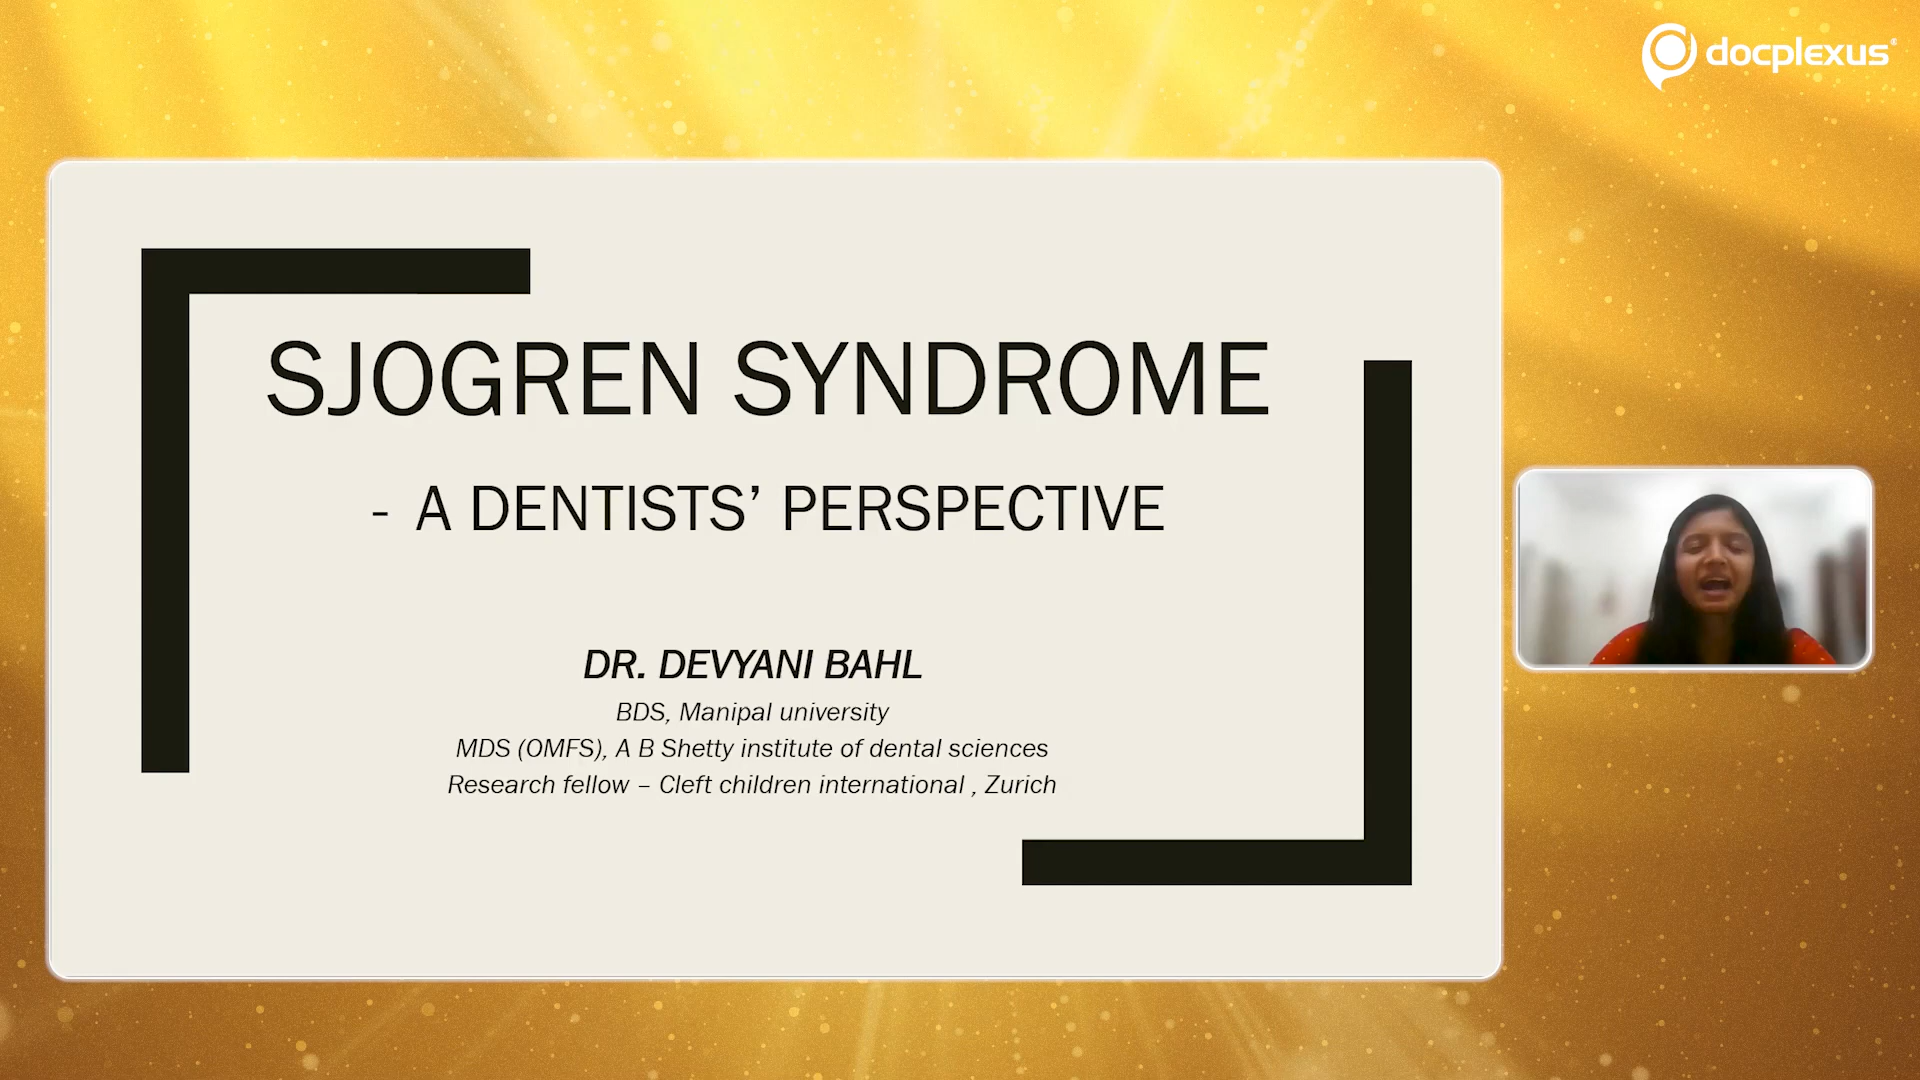 docplexus®
SJOGREN SYNDROME
- A DENTISTS’ PERSPECTIVE
DR. DEVYANI BAHL
BDS, Manipal university
MDS (OMFS), A B Shetty institute of dental sciences
Research fellow – Cleft children international , Zurich